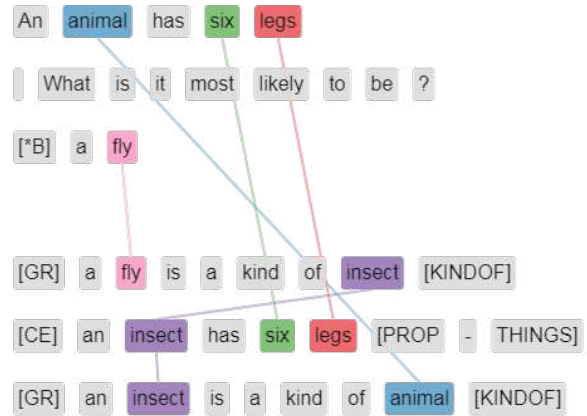 An animal has six legs
What is it most likely to be ?
[*B] a fly
[GR] a fly is a kind of insect [KINDOF]
[CE] an insect has six legs [PROP - THINGS]
[GR] an insect is a kind of animal [KINDOF]